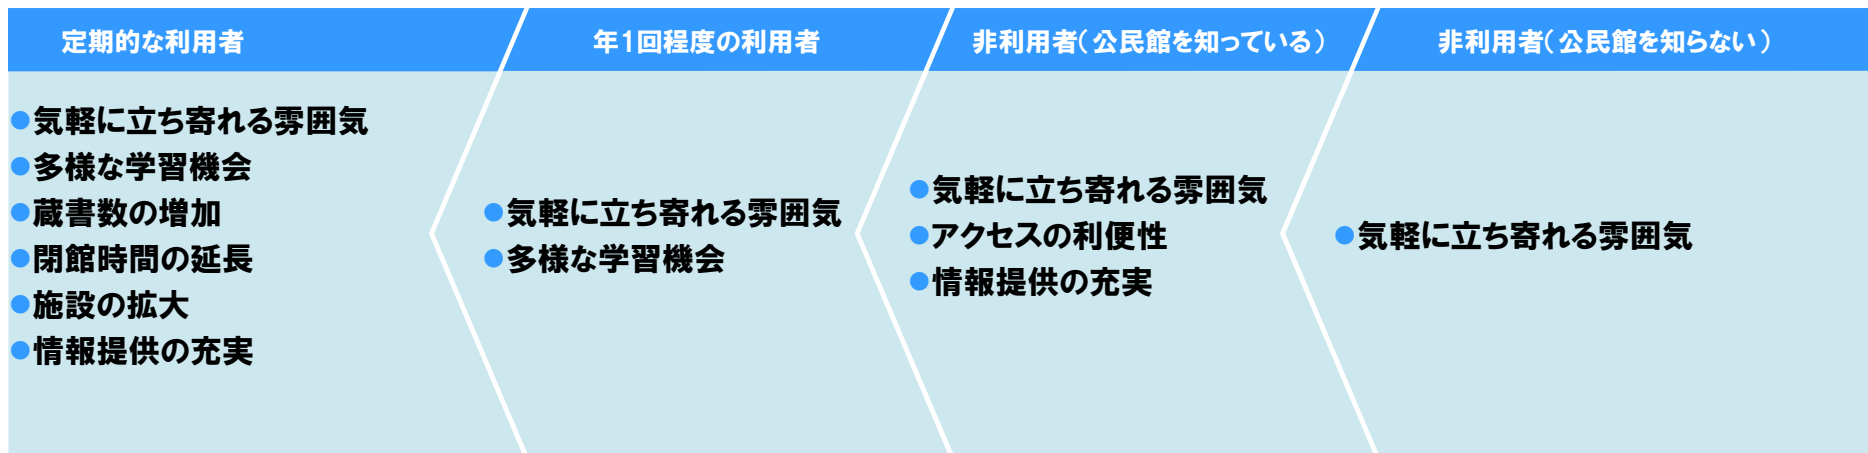 定期的な利用者
●気軽に立ち寄れる雰囲気
●多様な学習機会
●蔵書数の増加
●閉館時間の延長
●施設の拡大
●情報提供の充実
年1回程度の利用者
●気軽に立ち寄れる雰囲気
●多様な学習機会
非利用者(公民館を知っている)
●気軽に立ち寄れる雰囲気
●アクセスの利便性
●情報提供の充実
非利用者(公民館を知らない)
●気軽に立ち寄れる雰囲気